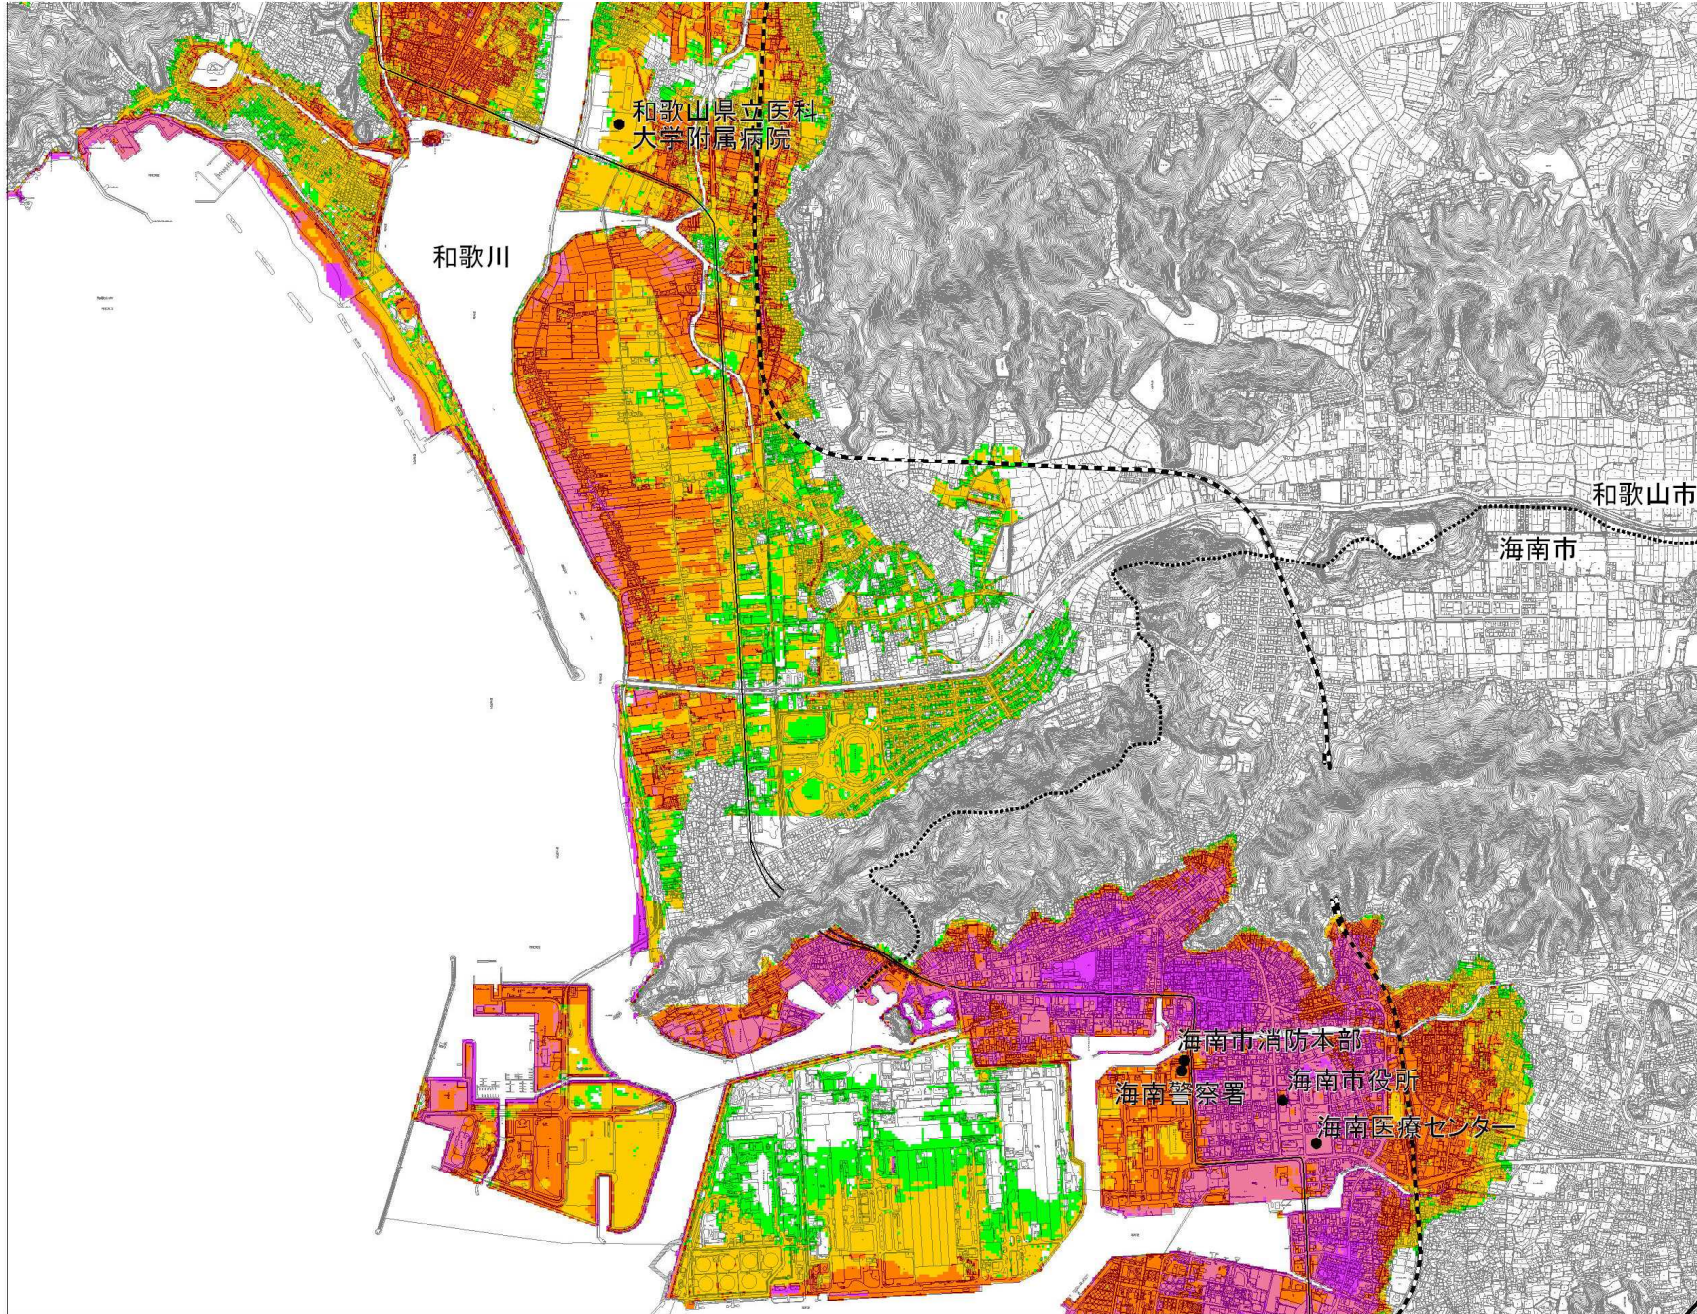 和歌山県立医科
大学附属病院
和歌川
和歌山市
海南市
海南市消防本部
海南市役所
海南警察署
海南医療センター